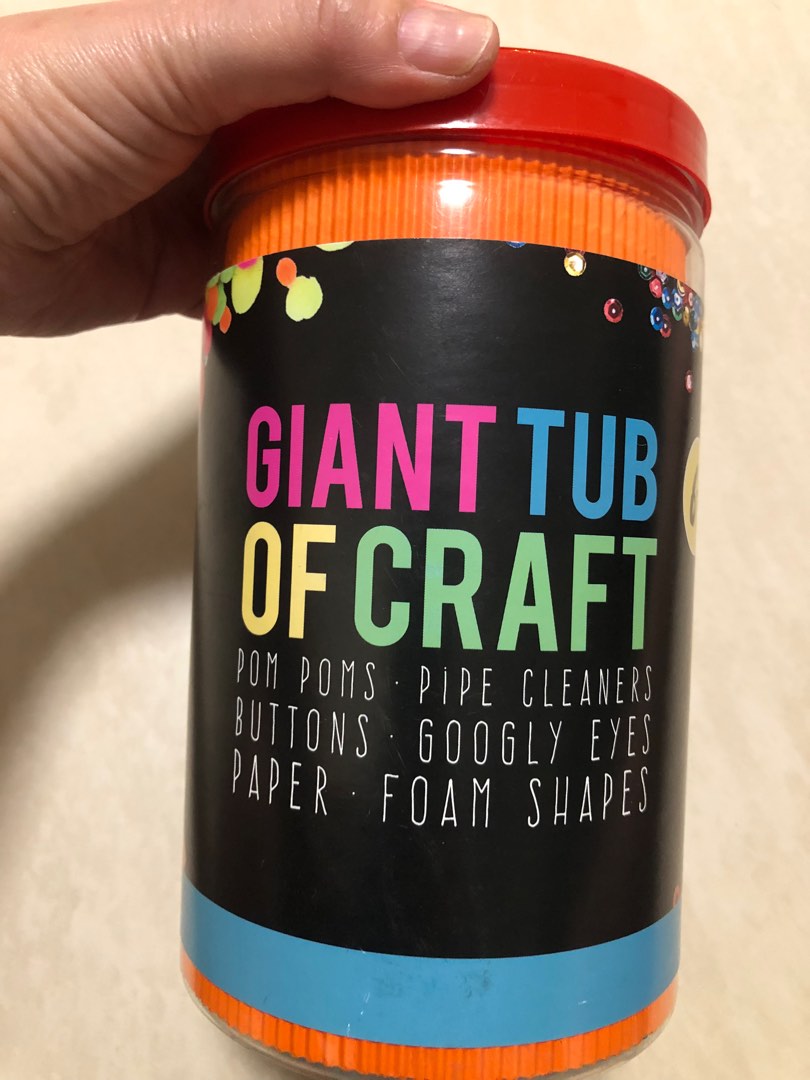 GIANT TUB
OF CRAFT
POM POMS · PiPE CLEANERS
BUTTONS · GOOGLY EYES
PAPER · FOAM SHAPES